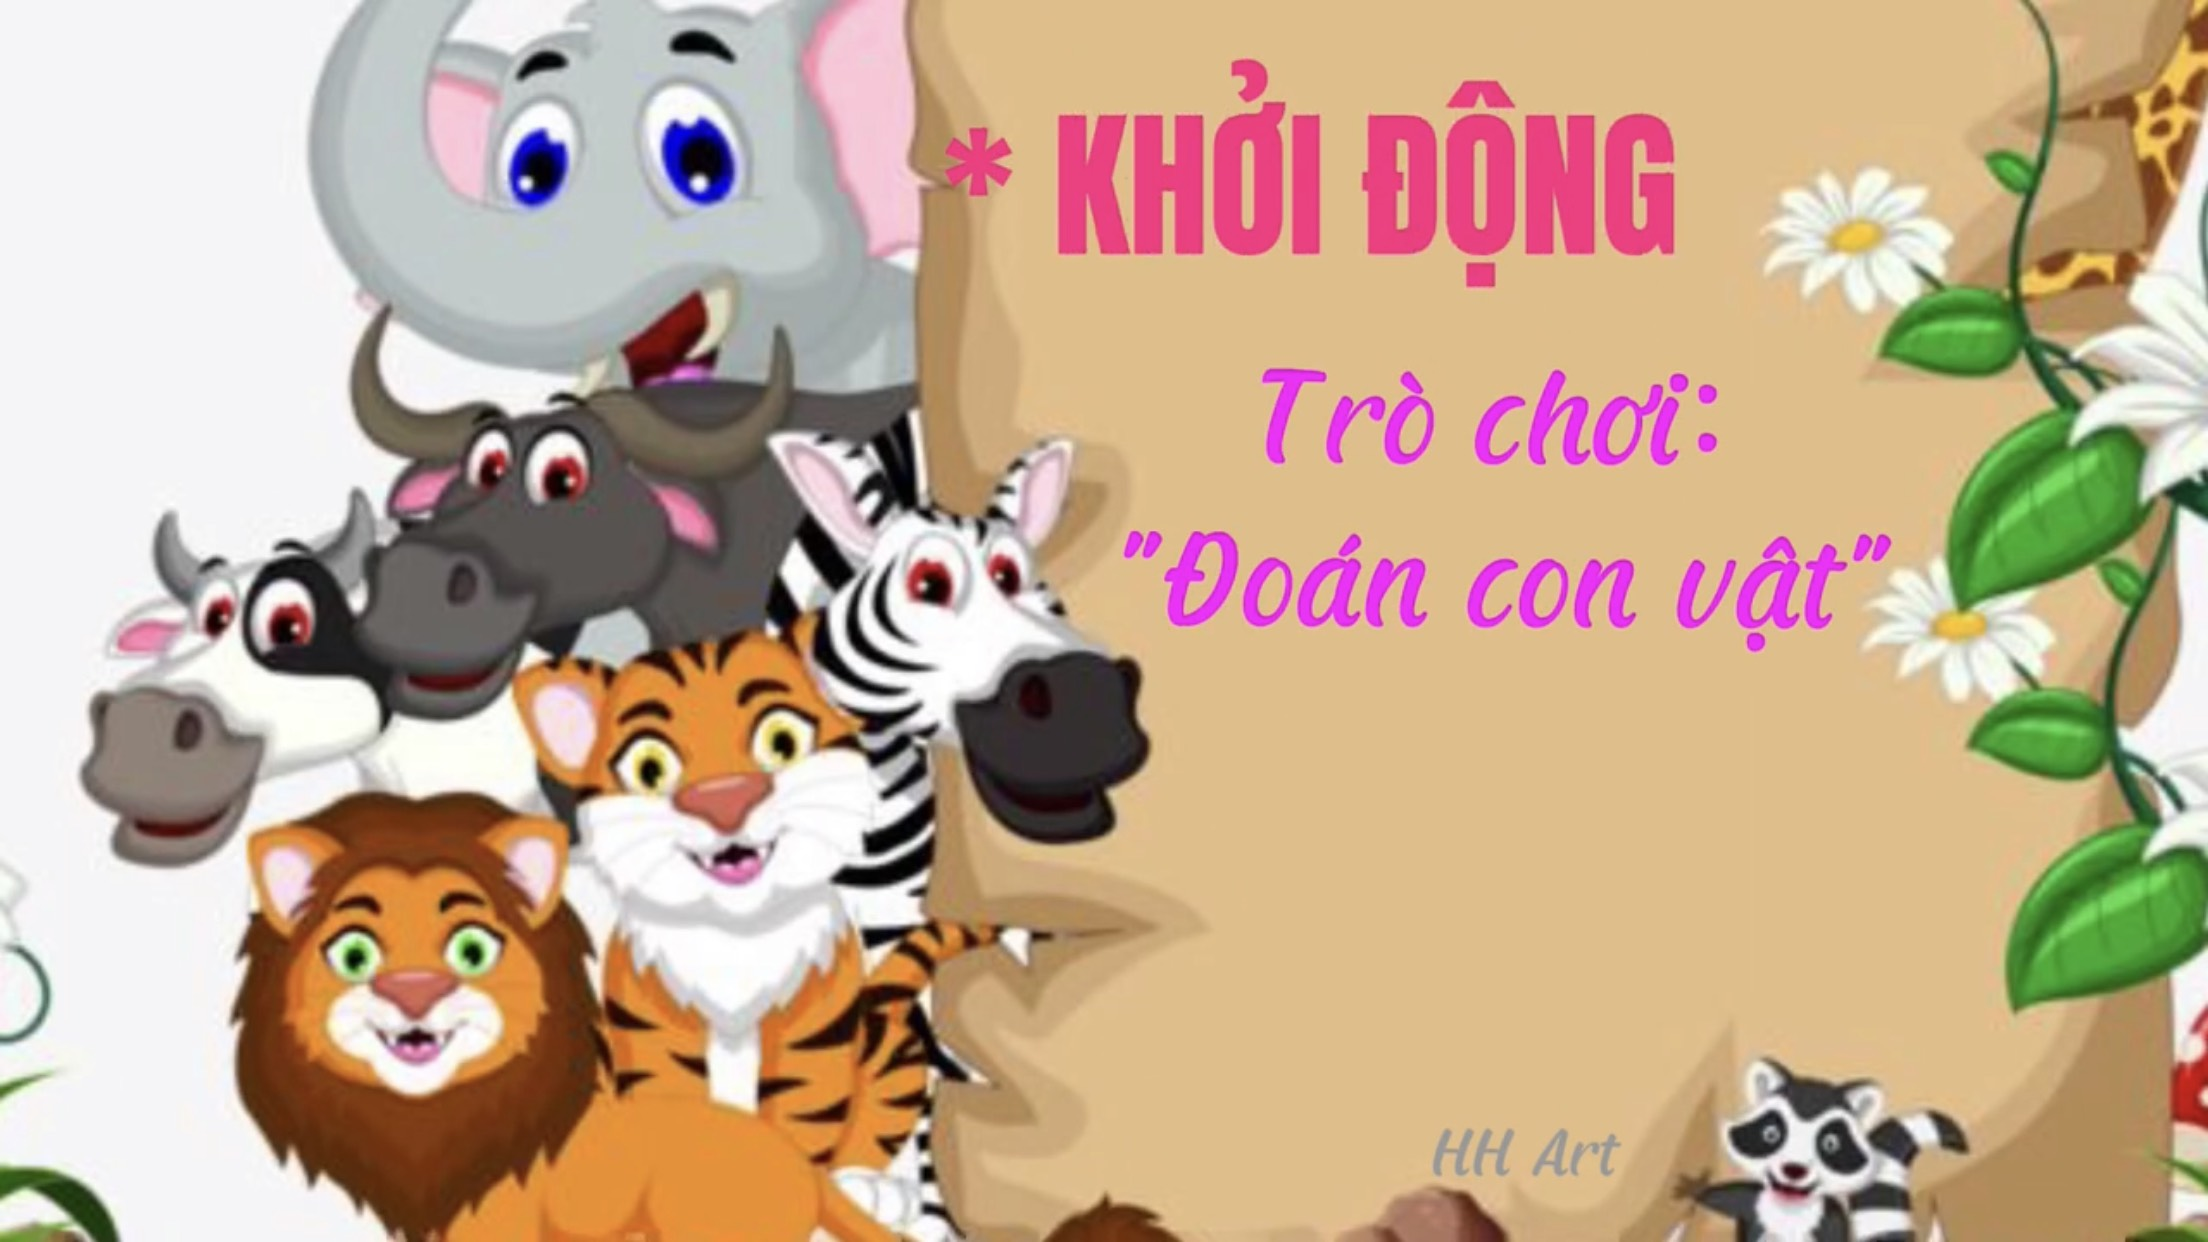 * KHỞI ĐỘNG
Trò chơi:
"Đoán con vật"
HH Art